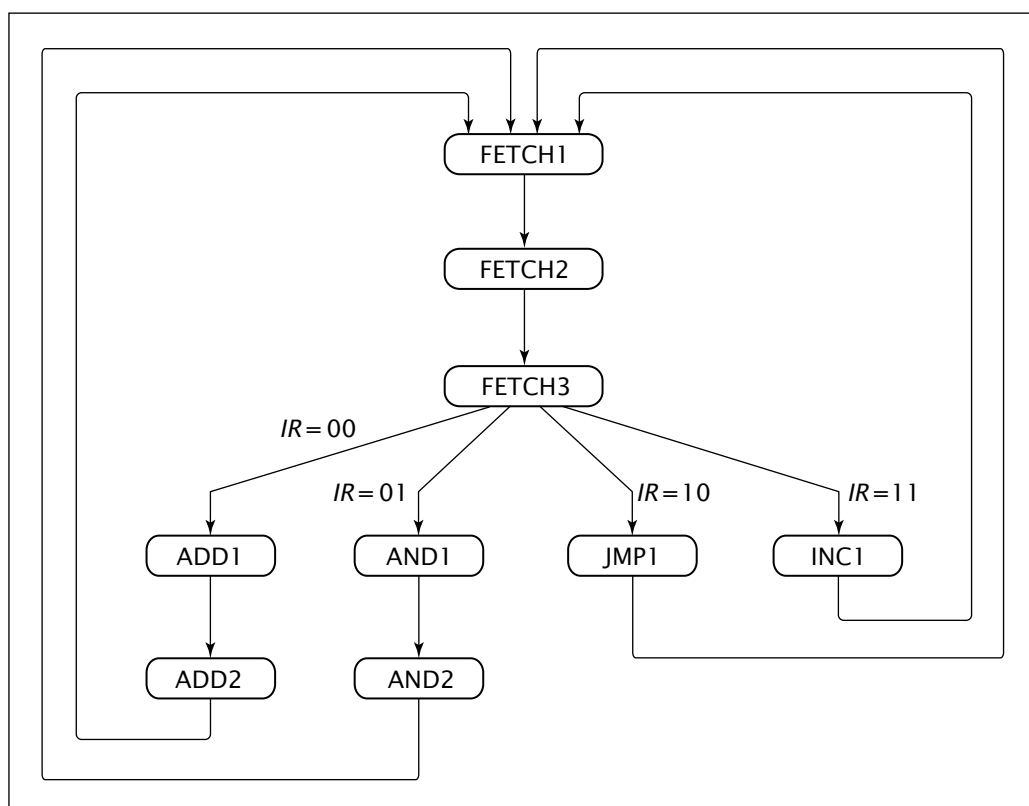 FETCH1
FETCH2
FETCH3
IR=00
IR=01
IR=10
IR=11
ADD1
AND1
JMP1
INC1
ADD2
AND2